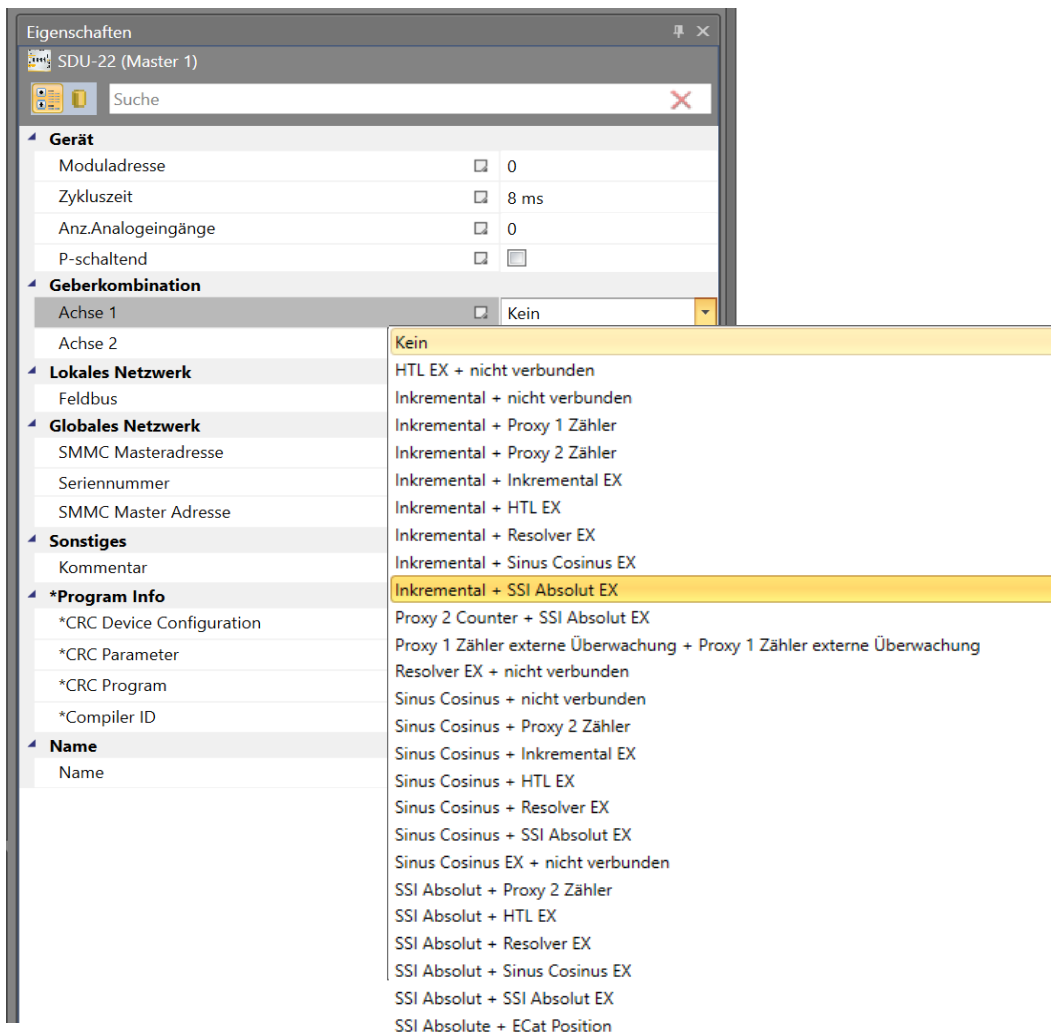 Eigenschaften
SDU-22 (Master 1)
Suche
Gerät
Moduladresse 0
Zykluszeit 8 ms
Anz.Analogeingänge 0
P-schaltend
Geberkombination
Achse 1 Kein
Achse 2
Lokales Netzwerk
Feldbus
Globales Netzwerk
SMMC Masteradresse
Seriennummer
SMMC Master Adresse
Sonstiges
Kommentar
*Program Info
*CRC Device Configuration
*CRC Parameter
*CRC Program
*Compiler ID
Name
Name
Kein
HTL EX + nicht verbunden
Inkremental + nicht verbunden
Inkremental + Proxy 1 Zähler
Inkremental + Proxy 2 Zähler
Inkremental + Inkremental EX
Inkremental + HTL EX
Inkremental + Resolver EX
Inkremental + Sinus Cosinus EX
Inkremental + SSI Absolut EX
Proxy 2 Counter + SSI Absolut EX
Proxy 1 Zähler externe Überwachung + Proxy 1 Zähler externe Überwachung
Resolver EX + nicht verbunden
Sinus Cosinus + nicht verbunden
Sinus Cosinus + Proxy 2 Zähler
Sinus Cosinus + Inkremental EX
Sinus Cosinus + HTL EX
Sinus Cosinus + Resolver EX
Sinus Cosinus + SSI Absolut EX
Sinus Cosinus EX + nicht verbunden
SSI Absolut + Proxy 2 Zähler
SSI Absolut + HTL EX
SSI Absolut + Resolver EX
SSI Absolut + Sinus Cosinus EX
SSI Absolut + SSI Absolut EX
SSI Absolute + ECat Position